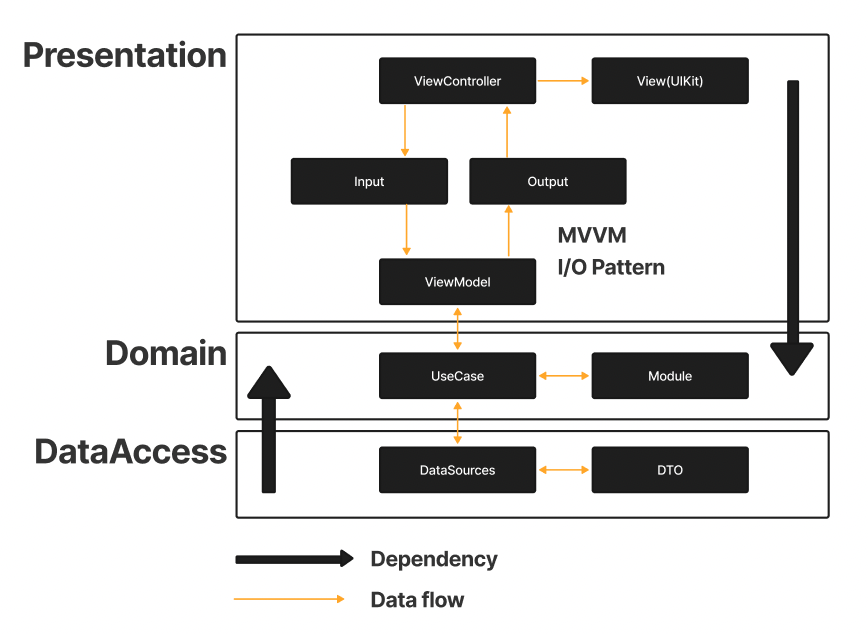 Presentation
ViewController
View(UIKit)
Input
Output
MVVM
I/O Pattern
ViewModel
Domain
UseCase
Module
DataAccess
DataSources
DTO
Dependency
Data flow